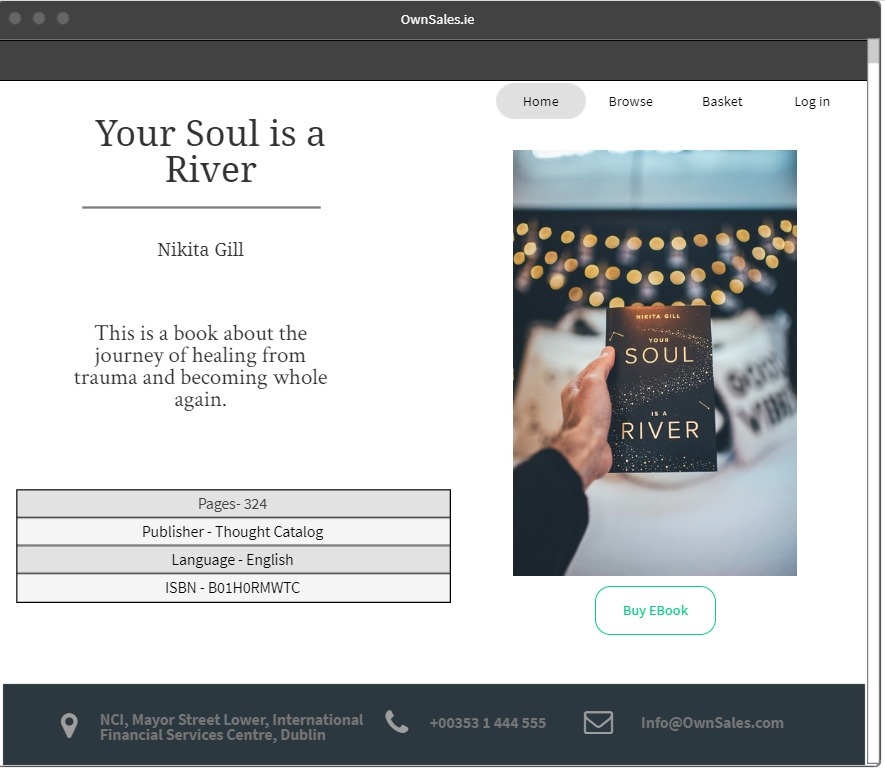 OwnSales.ie
Home Browse Basket Log in
Your Soul is a
River
Nikita Gill
This is a book about the
journey of healing from
trauma and becoming whole
again.
NIKITA GILL
YOUR
SOUL
IS A
RIVER
Pages- 324
Publisher - Thought Catalog
Language - English
ISBN - B01H0RMWTC
Buy EBook
NCI, Mayor Street Lower, International
Financial Services Centre, Dublin
+00353 1 444 555
Info@OwnSales.com